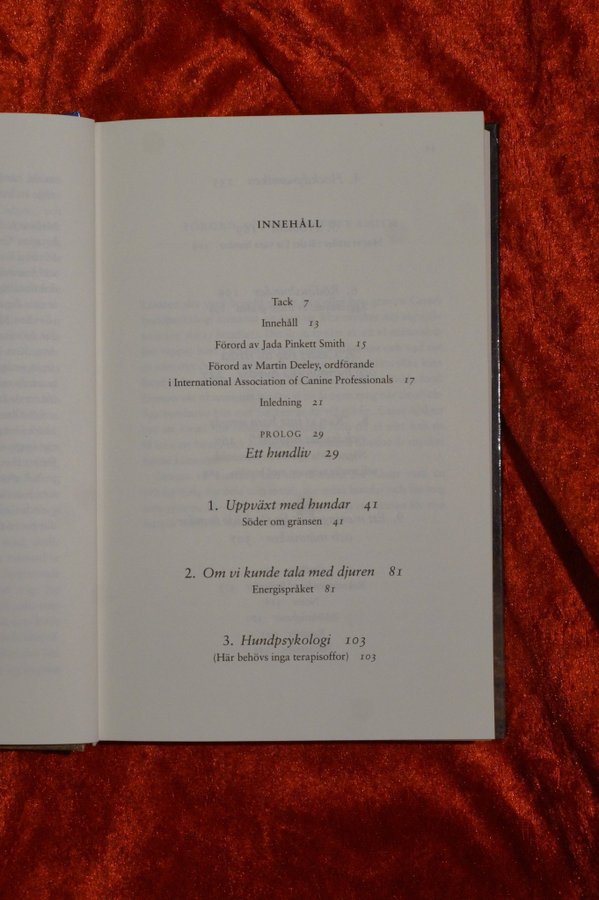 INNEHÅLL
Tack 7
Innehåll 13
Förord av Jada Pinkett Smith 15
Förord av Martin Deeley, ordförande
i International Association of Canine Professionals 17
Inledning 21
PROLOG 29
Ett hundliv 29
1. Uppväxt med hundar 41
Söder om gränsen 41
2. Om vi kunde tala med djuren 81
Energispråket 81
3. Hundpsykologi 103
(Här behövs inga terapisoffor) 103